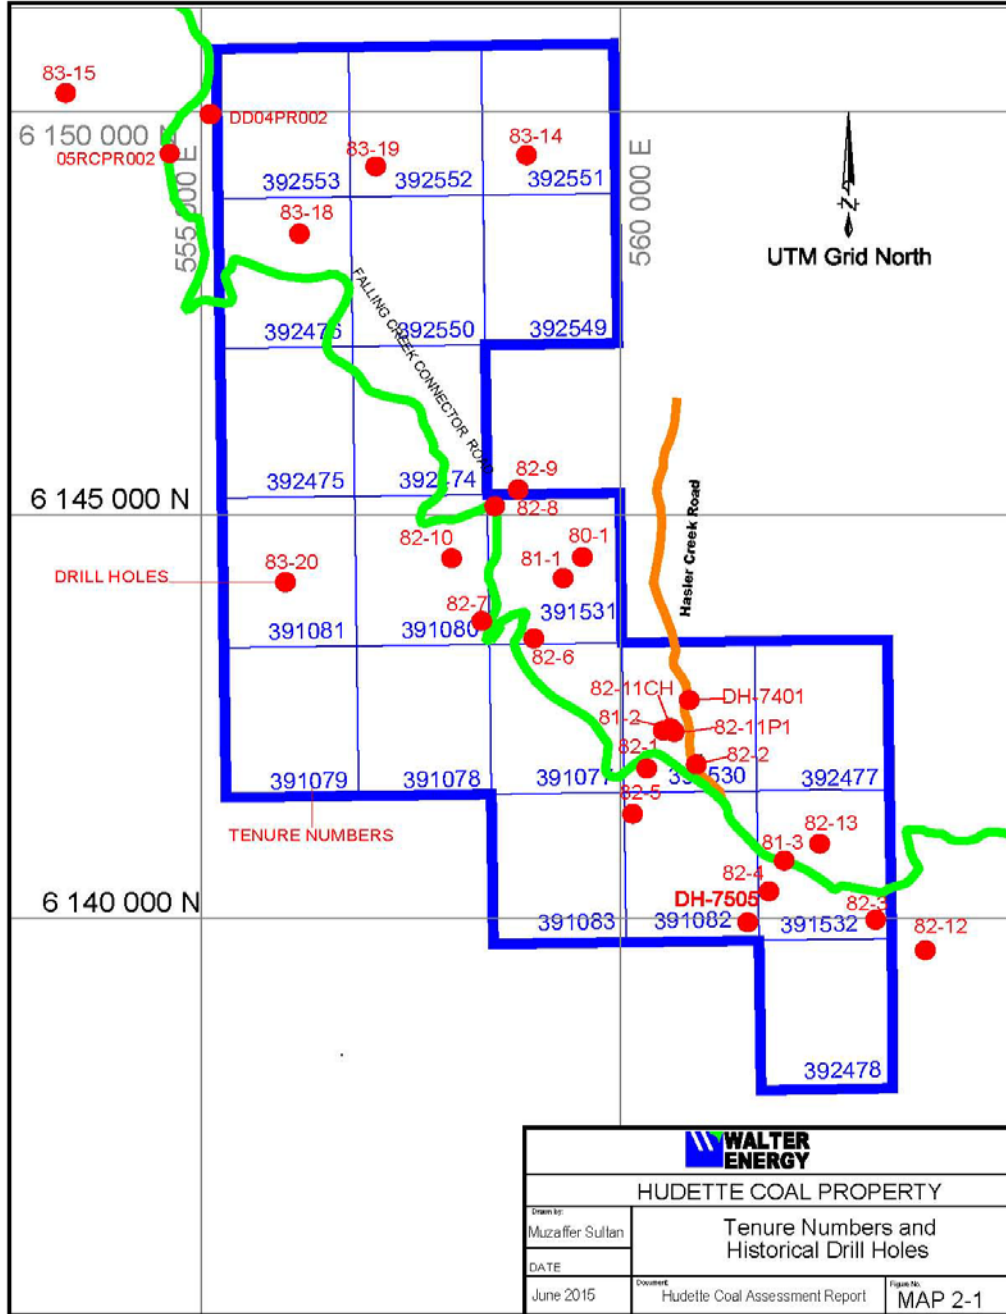 83-15
DD04PR002
6 150 000 N
83-14
05RCPR002
83-19
392553
392552
392551
555 000 E
560 000 E
83-18
UTM Grid North
N
FALLING CREEK CONNECTOR ROAD
392476
392550
392549
82-9
392475
392474
6 145 000 N
82-8
Hasler Creek Road
82-10
80-1
81-1
83-20
DRILL HOLES
82-7
391531
391081
391080
82-6
82-11CH
DH-7401
81-2
82-11P1
82-1
82-2
391079
391078
391077
391530
392477
82-5
TENURE NUMBERS
82-13
81-3
82-4
DH-7505
6 140 000 N
82-3
391083
391082
391532
82-12
392478
WALTER
ENERGY
HUDETTE COAL PROPERTY
Drawn by:
Muzaffer Sultan
Tenure Numbers and
Historical Drill Holes
DATE
June 2015
Document:
Hudette Coal Assessment Report
Figure No.
MAP 2-1